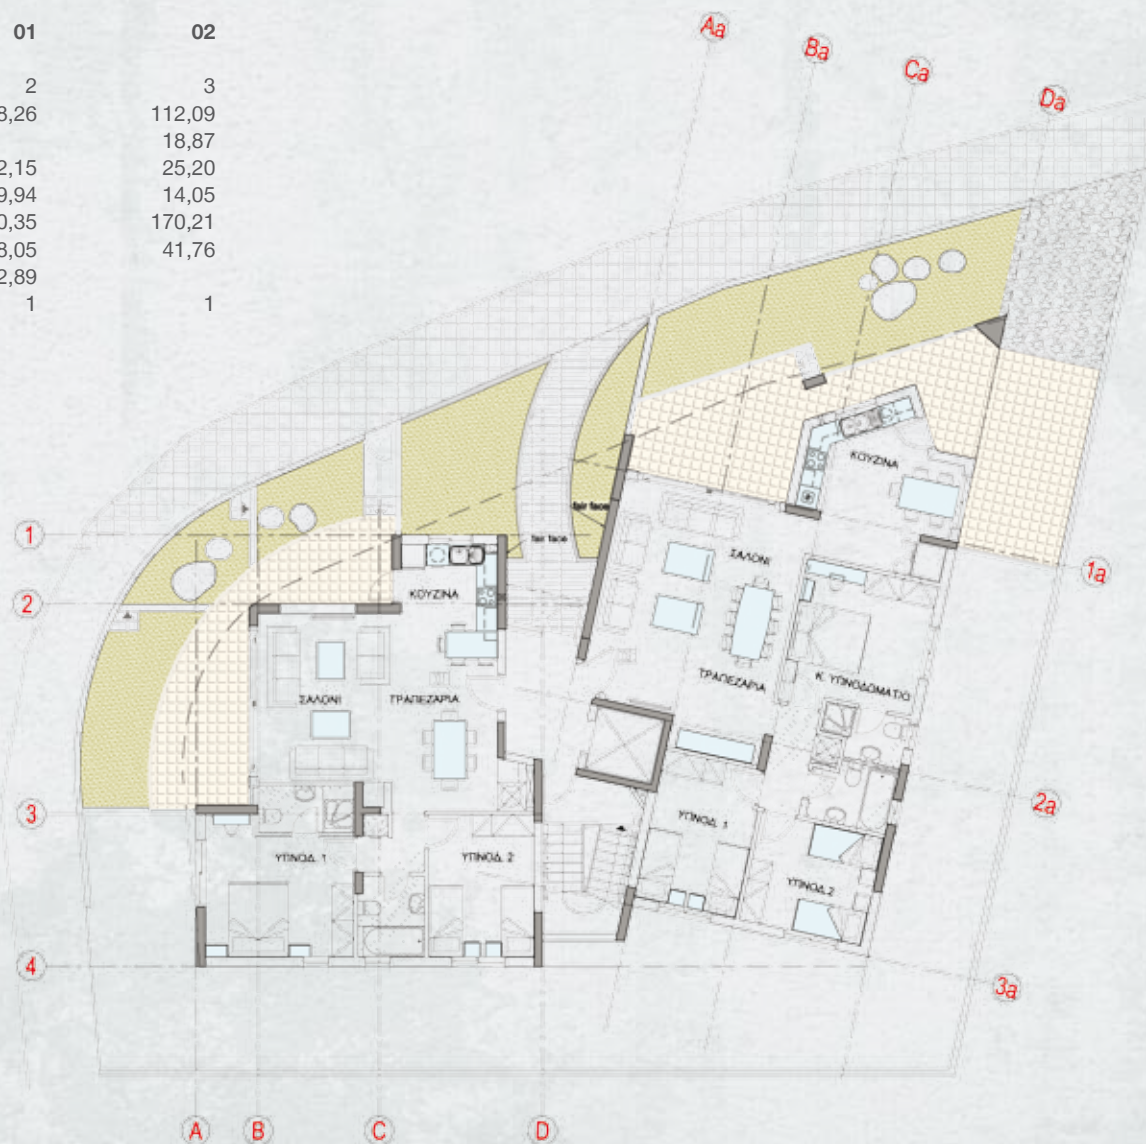 01 02
2 3
8,26 112,09
18,87
2,15 25,20
9,94 14,05
0,35 170,21
8,05 41,76
2,89
1 1
Aa
Ba
Ca
Da
ΚΟΥΖΙΝΑ
fair face
1
fair face
ΣΑΛΟΝΙ
1a
2
ΚΟΥΖΙΝΑ
ΤΡΑΠΕΖΑΡΙΑ
Κ. ΥΠΝΟΔΩΜΑΤΙΟ
ΣΑΛΟΝΙ
ΤΡΑΠΕΖΑΡΙΑ
2a
3
ΥΠΝΟΔ. 1
ΥΠΝΟΔ. 1
ΥΠΝΟΔ. 2
ΥΠΝΟΔ.2
4
3a
A
B
C
D